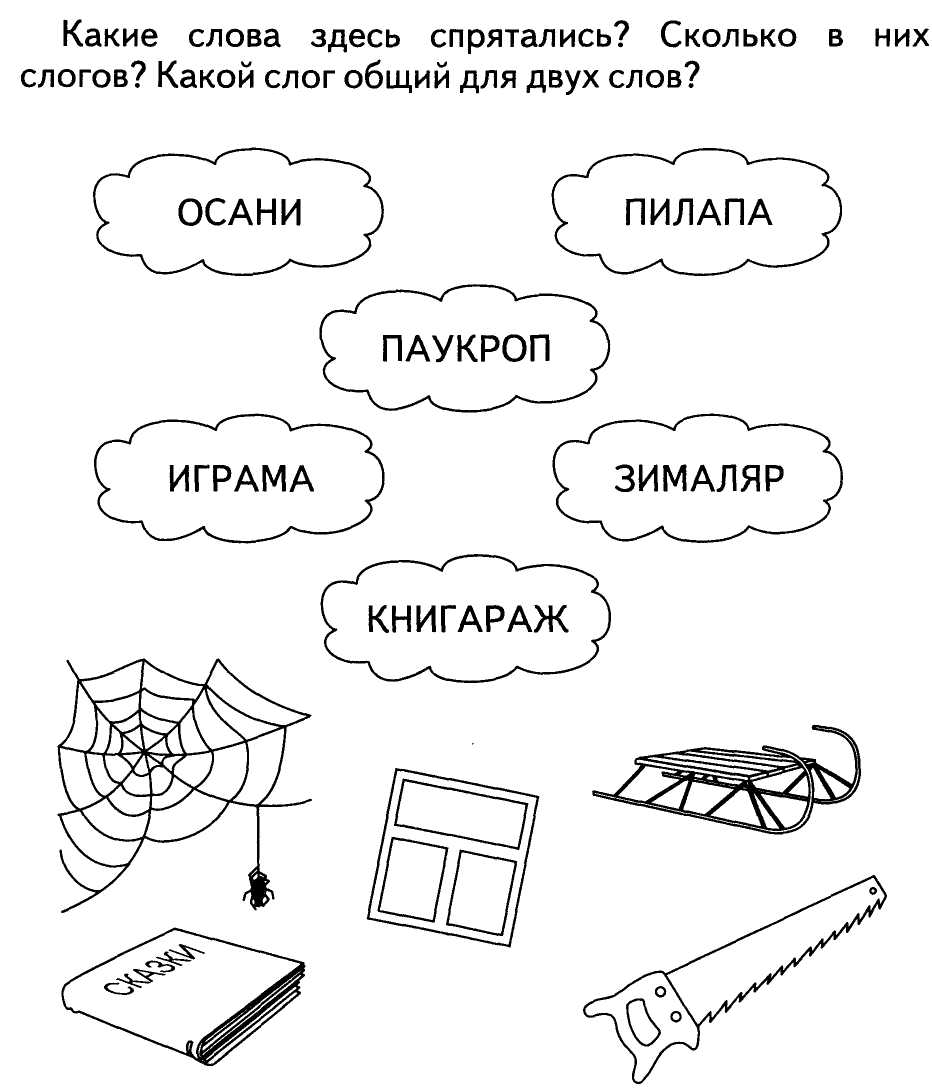 Какие слова здесь спрятались? Сколько в них
слогов? Какой слог общий для двух слов?
ОСАНИ
ПИЛАПА
ПАУКРОП
ИГРАМА
ЗИМАЛЯР
КНИГАРАЖ
СКАЗКИ